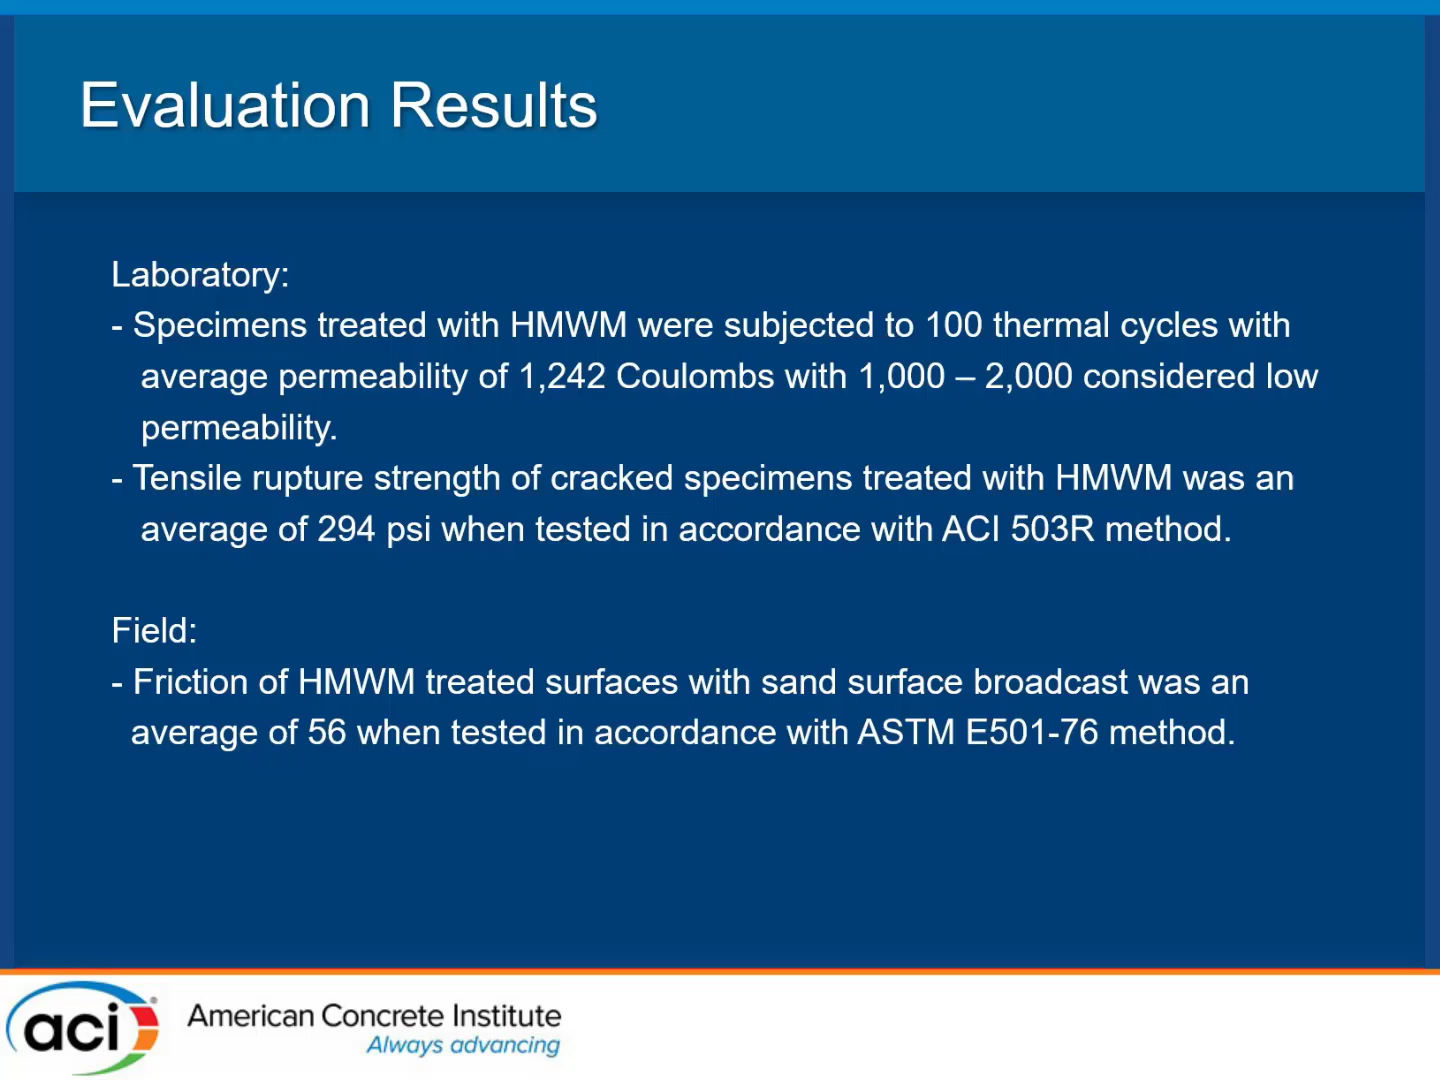 Evaluation Results
Laboratory:
- Specimens treated with HMWM were subjected to 100 thermal cycles with
average permeability of 1,242 Coulombs with 1,000 – 2,000 considered low
permeability.
- Tensile rupture strength of cracked specimens treated with HMWM was an
average of 294 psi when tested in accordance with ACI 503R method.
Field:
- Friction of HMWM treated surfaces with sand surface broadcast was an
average of 56 when tested in accordance with ASTM E501-76 method.
aci
American Concrete Institute
Always advancing